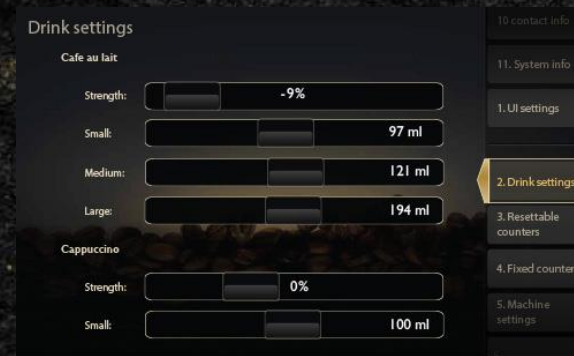 Drink settings
Cafe au lait
Strength: -9%
Small: 97 ml
Medium: 121 ml
Large: 194 ml
Cappuccino
Strength: 0%
Small: 100 ml
10 contact info
11. System info
1. UI settings
2. Drink settings
3. Resettable
counters
4. Fixed counter
5. Machine
settings